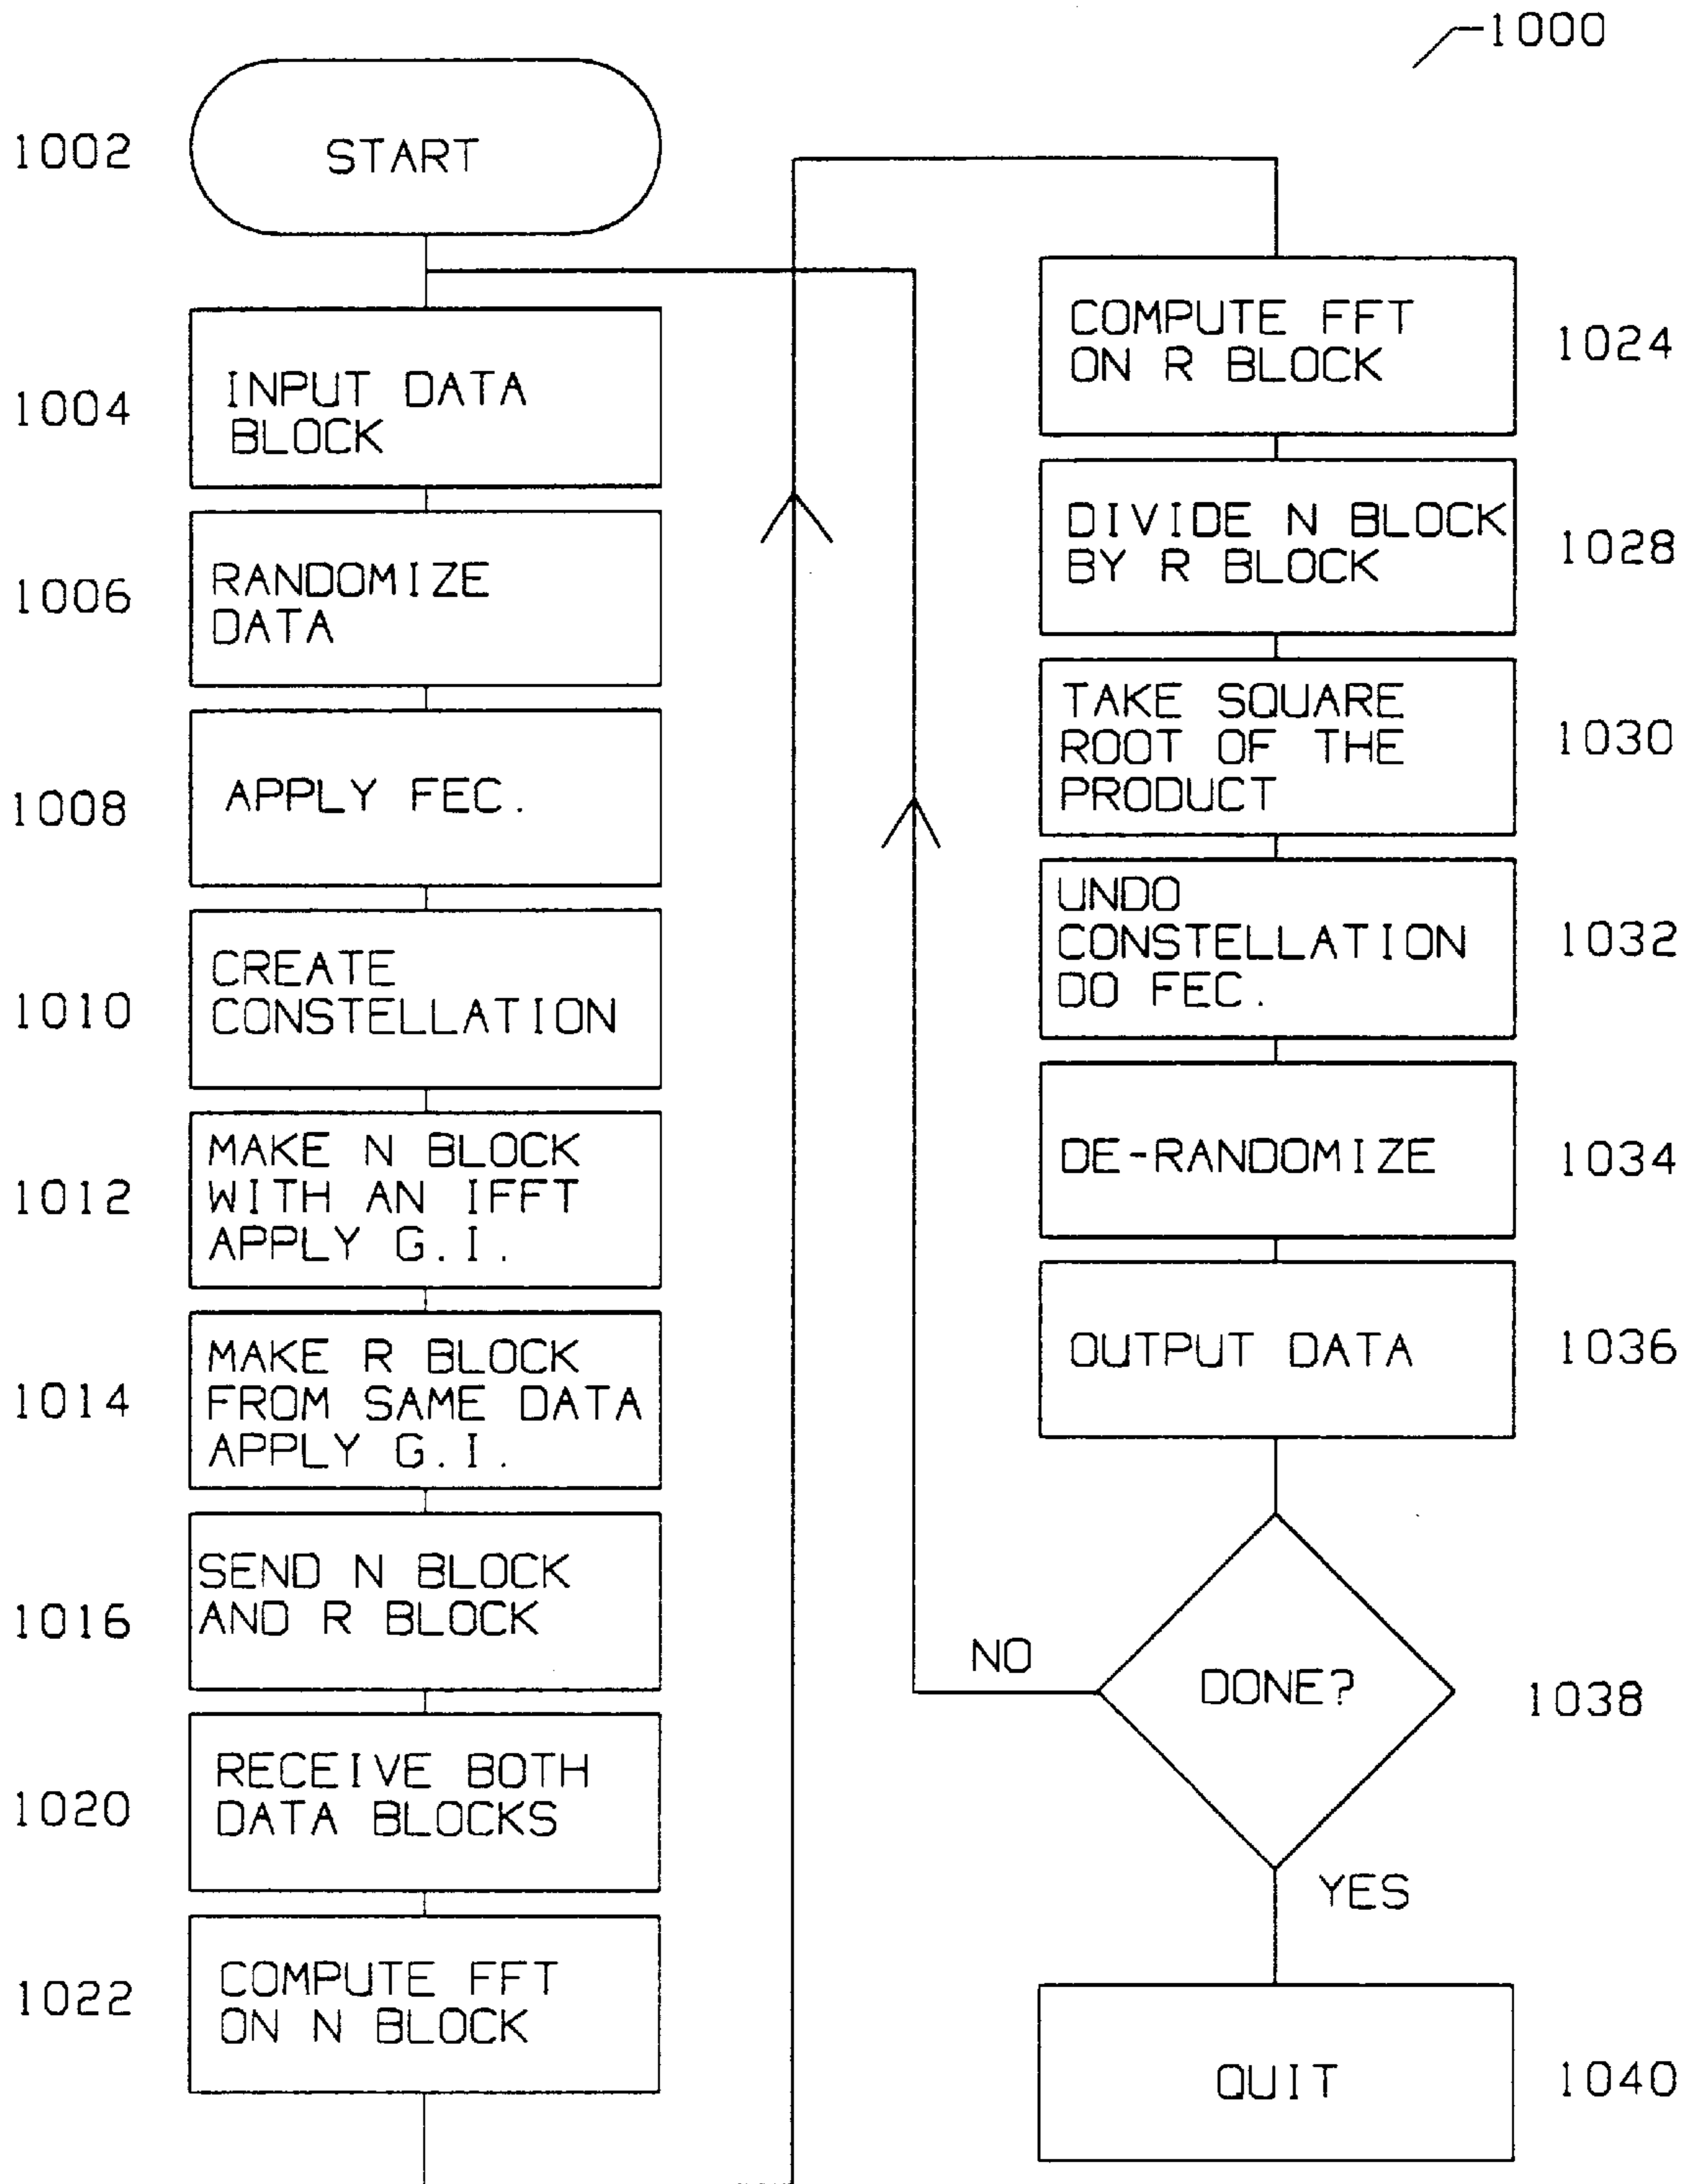 1000
1002
START
1004
INPUT DATA
BLOCK
1006
RANDOMIZE
DATA
1008
APPLY FEC.
1010
CREATE
CONSTELLATION
1012
MAKE N BLOCK
WITH AN IFFT
APPLY G.I.
1014
MAKE R BLOCK
FROM SAME DATA
APPLY G.I.
1016
SEND N BLOCK
AND R BLOCK
1020
RECEIVE BOTH
DATA BLOCKS
1022
COMPUTE FFT
ON N BLOCK
COMPUTE FFT
ON R BLOCK
1024
DIVIDE N BLOCK
BY R BLOCK
1028
TAKE SQUARE
ROOT OF THE
PRODUCT
1030
UNDO
CONSTELLATION
DO FEC.
1032
DE-RANDOMIZE
1034
OUTPUT DATA
1036
NO
DONE?
1038
YES
QUIT
1040